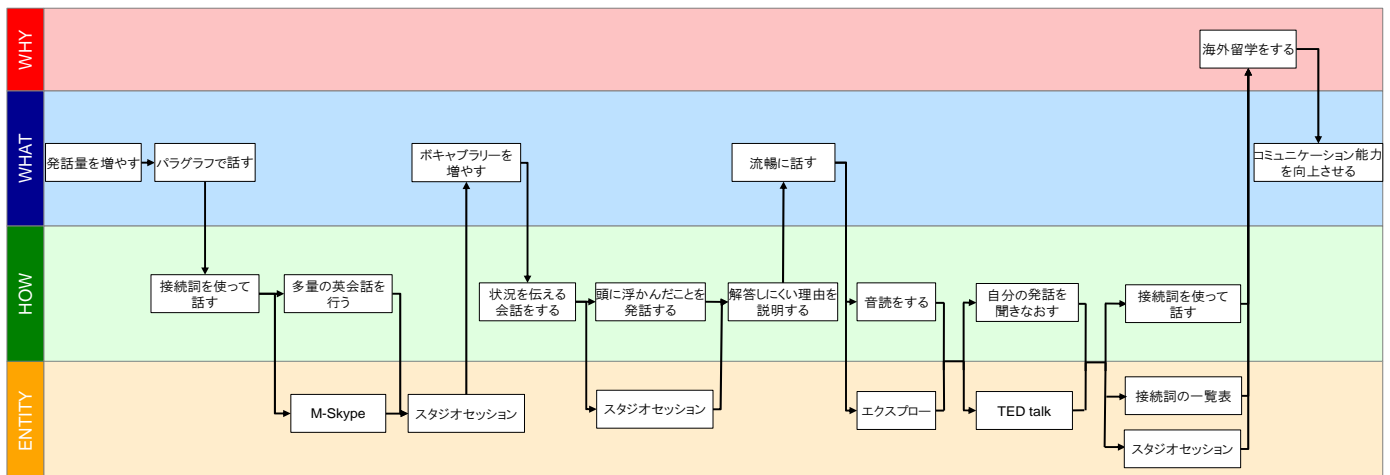 WHY
海外留学をする
WHAT
発話量を増やす
パラグラフで話す
ボキャブラリーを
増やす
流暢に話す
コミュニケーション能力
を向上させる
HOW
接続詞を使って
話す
多量の英会話を
行う
状況を伝える
会話をする
頭に浮かんだことを
発話する
解答しにくい理由を
説明する
音読をする
自分の発話を
聞きなおす
接続詞を使って
話す
ENTITY
M-Skype
スタジオセッション
スタジオセッション
エクスプロー
TED talk
接続詞の一覧表
スタジオセッション